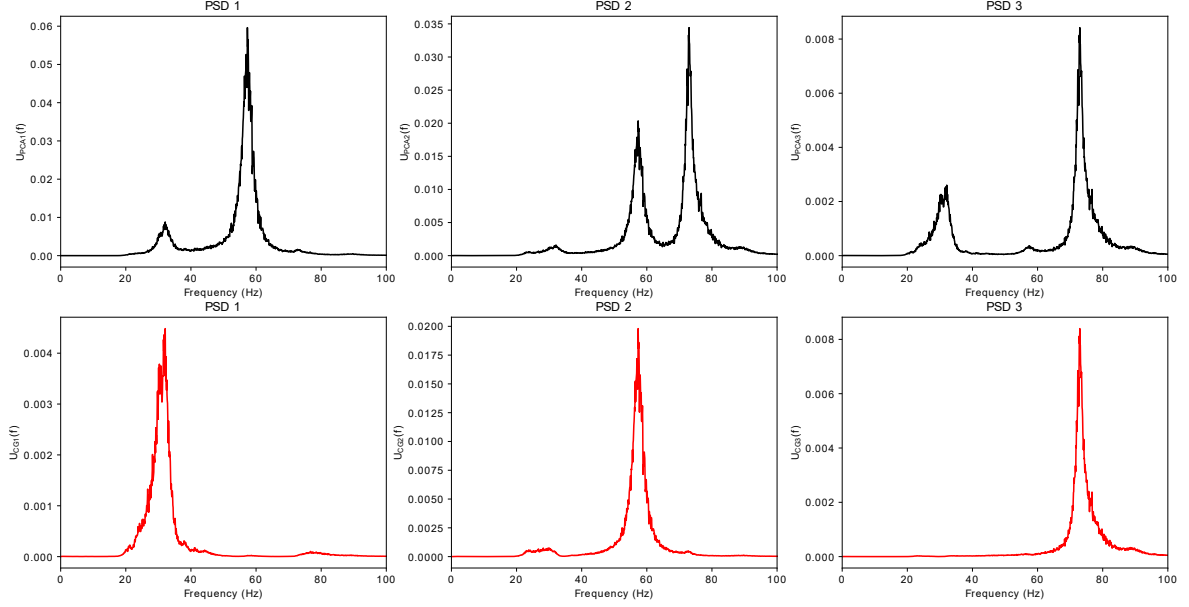 PSD 1
PSD 2
PSD 3
U_PCA1(f)
0.06
0.05
0.04
0.03
0.02
0.01
0.00
0 20 40 60 80 100
Frequency (Hz)
U_PCA2(f)
0.035
0.030
0.025
0.020
0.015
0.010
0.005
0.000
0 20 40 60 80 100
Frequency (Hz)
U_PCA3(f)
0.008
0.006
0.004
0.002
0.000
0 20 40 60 80 100
Frequency (Hz)
PSD 1
PSD 2
PSD 3
U_CG1(f)
0.004
0.003
0.002
0.001
0.000
0 20 40 60 80 100
Frequency (Hz)
U_CG2(f)
0.0200
0.0175
0.0150
0.0125
0.0100
0.0075
0.0050
0.0025
0.000
0 20 40 60 80 100
Frequency (Hz)
U_CG3(f)
0.008
0.006
0.004
0.002
0.000
0 20 40 60 80 100
Frequency (Hz)